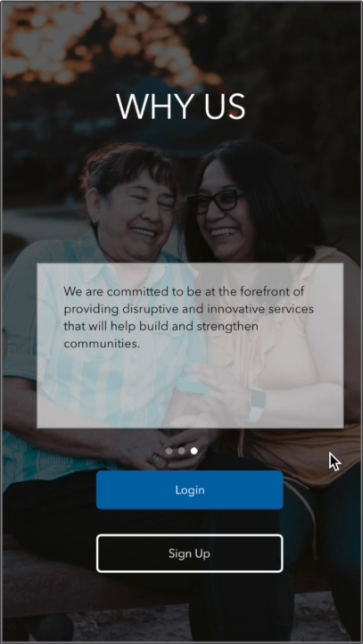 WHY US
We are committed to be at the forefront of
providing disruptive and innovative services
that will help build and strengthen
communities.
Login
Sign Up